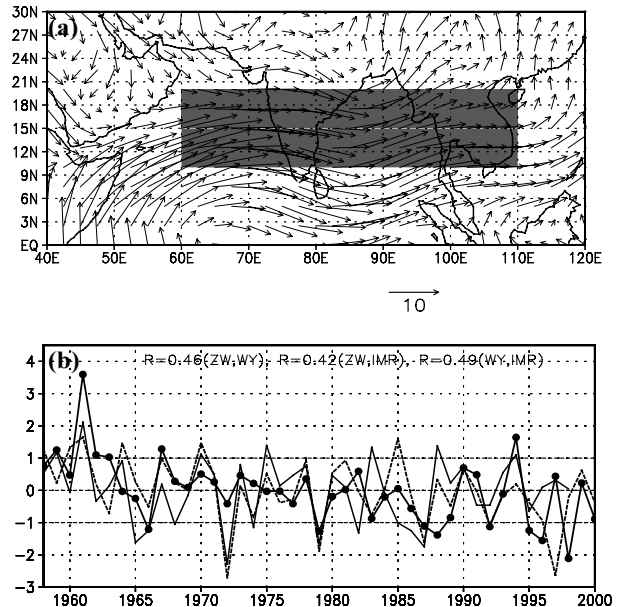 30N
(a)
27N
24N
21N
18N
15N
12N
9N
6N
3N
EQ
40E 50E 60E 70E 80E 90E 100E 110E 120E
10
(b) R=0.46(ZW,WY), R=0.42(ZW,IMR), R=0.49(WY,IMR)
4
3
2
1
0
-1
-2
-3
1960 1965 1970 1975 1980 1985 1990 1995 2000